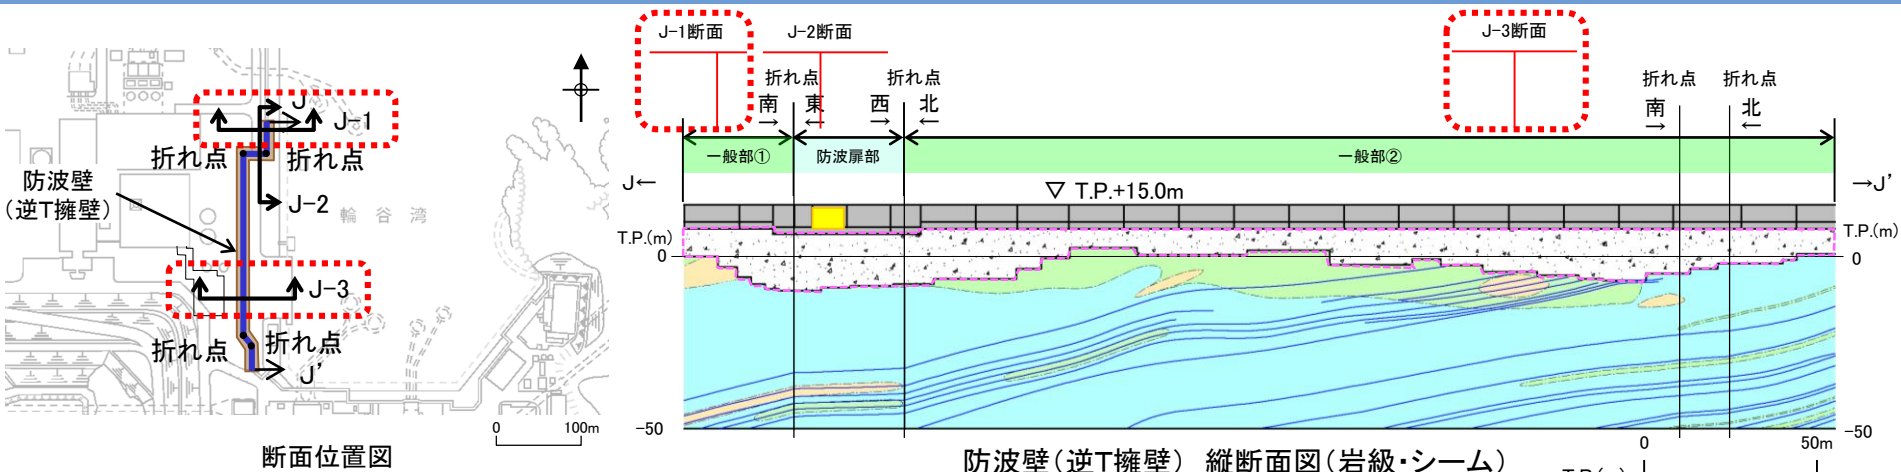 J
J-1
折れ点
折れ点
防波壁
(逆T擁壁)
J-2
輪谷湾
J-3
折れ点
折れ点
J'
0 100m
断面位置図
J-1断面
J-2断面
J-3断面
折れ点
折れ点
折れ点
折れ点
南→
東←
西→
北←
南→
北←
一般部①
防波扉部
一般部②
J←
→J'
▽ T.P.+15.0m
T.P.(m)
T.P.(m)
0
0
-50
-50
0 50m
防波壁(逆T擁壁) 縦断面図(岩級・シーム)